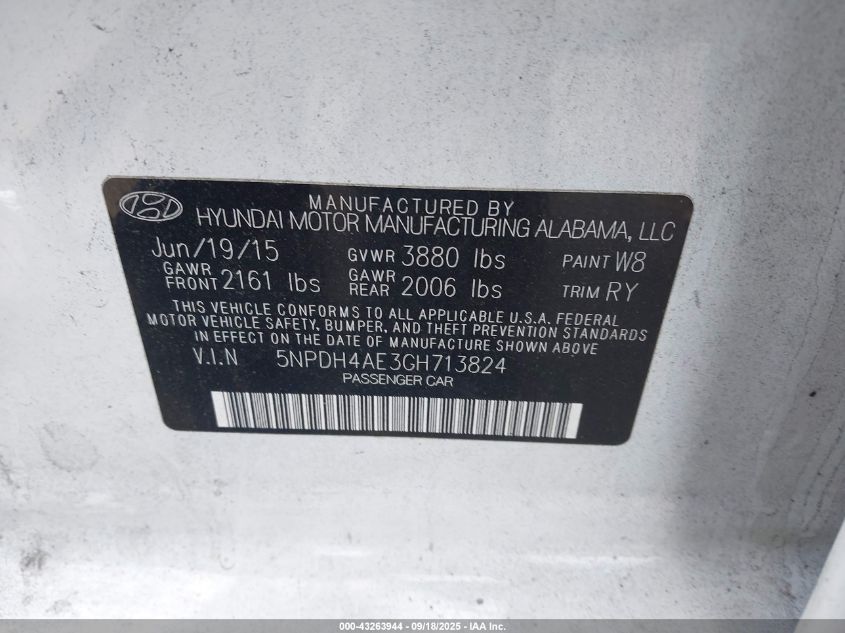 MANUFACTURED BY
HYUNDAI MOTOR MANUFACTURING ALABAMA, LLC
Jun/19/15 GVWR 3880 lbs PAINT W8
GAWR FRONT 2161 lbs GAWR REAR 2006 lbs TRIM RY
THIS VEHICLE CONFORMS TO ALL APPLICABLE U.S.A. FEDERAL
MOTOR VEHICLE SAFETY, BUMPER, AND THEFT PREVENTION STANDARDS
IN EFFECT ON THE DATE OF MANUFACTURE SHOWN ABOVE
V.I.N 5NPDH4AE3GH713824
PASSENGER CAR
000-43263944 - 09/18/2025 - IAA Inc.